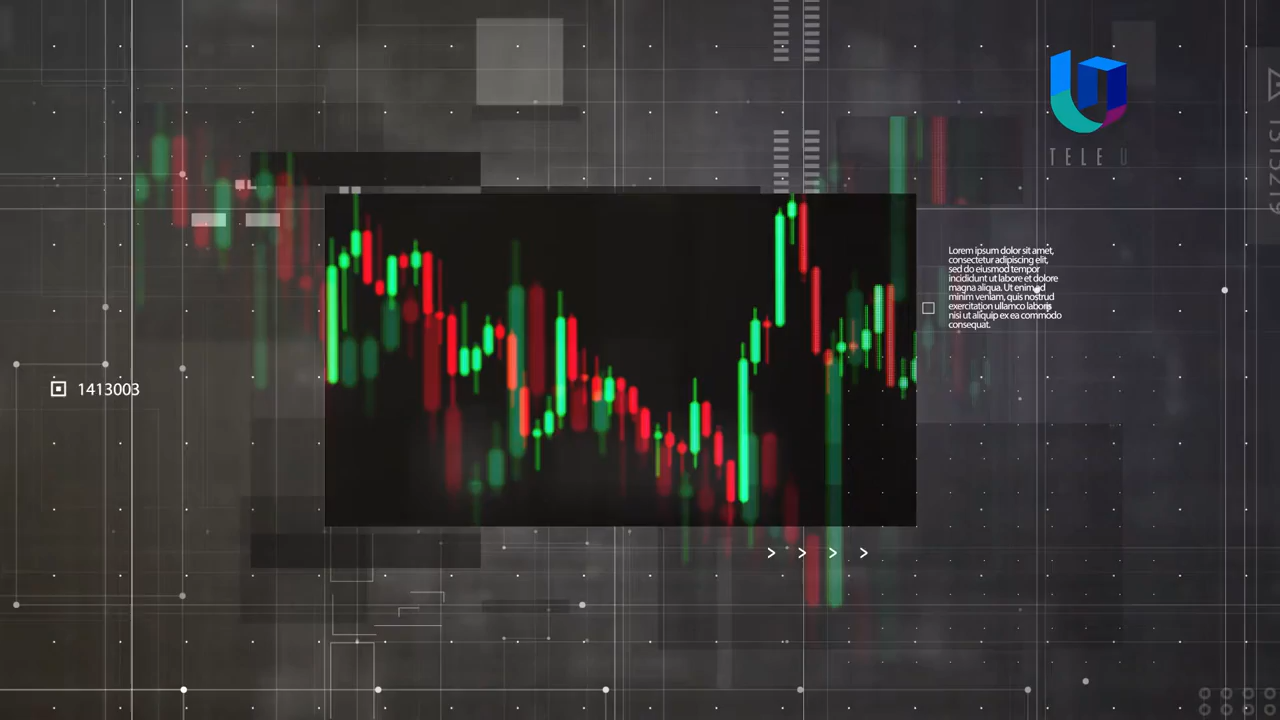 TELE U
Lorem ipsum dolor sit amet,
consectetur adipiscing elit,
sed do eiusmod tempor
incididunt ut labore et dolore
magna aliqua. Ut enim ad
minim veniam, quis nostrud
exercitation ullamco laboris
nisi ut aliquip ex ea commodo
consequat.
1413003
> > > >